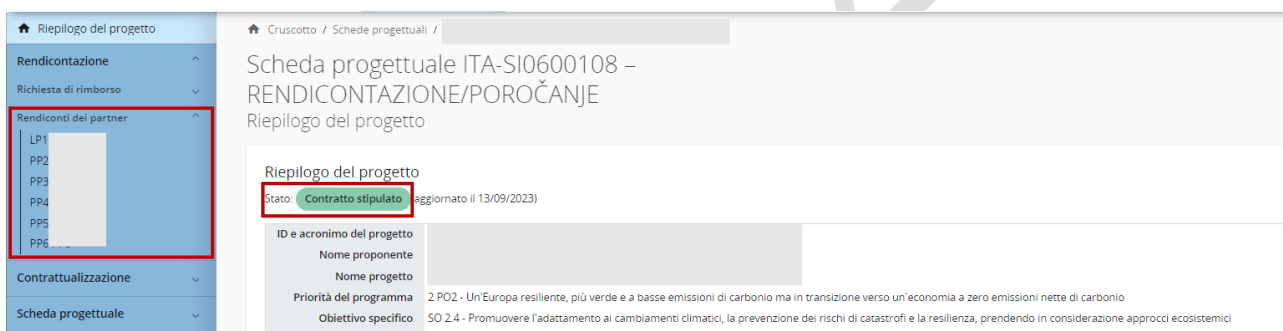 Riepilogo del progetto
Rendicontazione
Richiesta di rimborso
Rendiconti dei partner
LP1
PP2
PP3
PP4
PP5
PP6
Contrattualizzazione
Scheda progettuale
Cruscotto / Schede progettuali /
Scheda progettuale ITA-SI0600108 –
RENDICONTAZIONE/POROČANJE
Riepilogo del progetto
Riepilogo del progetto
Stato: Contratto stipulato aggiornato il 13/09/2023)
ID e acronimo del progetto
Nome proponente
Nome progetto
Priorità del programma 2 PO2 - Un'Europa resiliente, più verde e a basse emissioni di carbonio ma in transizione verso un'economia a zero emissioni nette di carbonio
Obiettivo specifico SO 2.4 - Promuovere l'adattamento ai cambiamenti climatici, la prevenzione dei rischi di catastrofi e la resilienza, prendendo in considerazione approcci ecosistemici